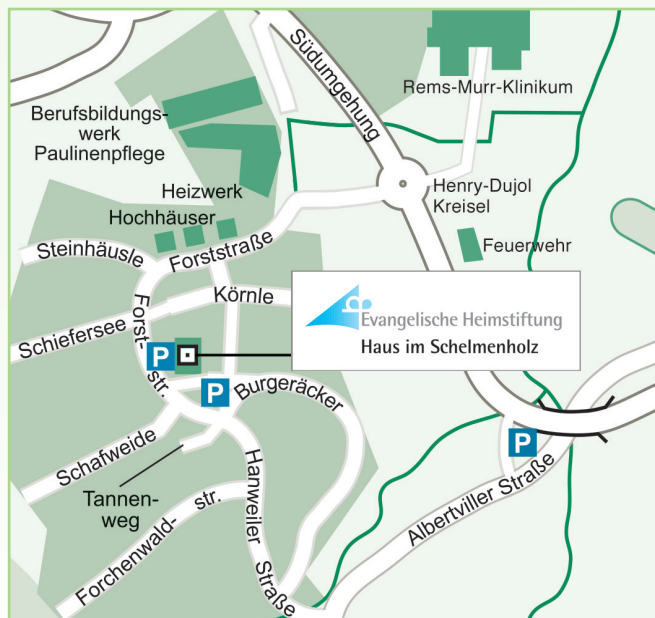 Südumgehung
Rems-Murr-Klinikum
Berufsbildungs-
werk
Paulinenpflege
Heizwerk
Hochhäuser
Henry-Dujol
Kreisel
Feuerwehr
Steinhäusle
Forststraße
Körnle
Schiefersee
Forst-
str.
Evangelische Heimstiftung
Haus im Schelmenholz
P
P
Burgeräcker
P
Schafweide
Tannen-
weg
Hanweiler
Straße
Forchenwald-
str.
Albertviller Straße